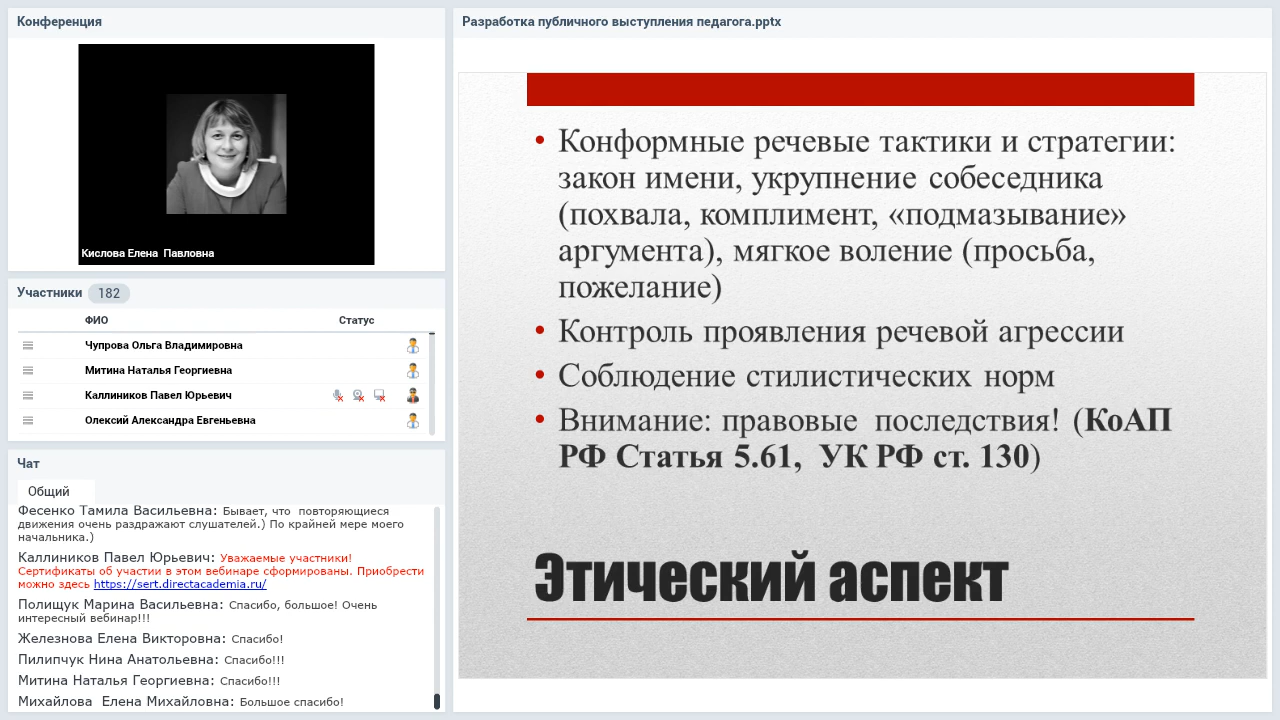 Конференция
Кислова Елена  Павловна
Участники 182
ФИО Статус
Чупрова Ольга Владимировна
Митина Наталья Георгиевна
Каллиников Павел Юрьевич
Олексий Александра Евгеньевна
Чат
Общий
Фесенко Тамила Васильевна: Бывает, что  повторяющиеся
движения очень раздражают слушателей.) По крайней мере моего
начальника.)
Каллиников Павел Юрьевич: Уважаемые участники!
Сертификаты об участии в этом вебинаре сформированы. Приобрести
можно здесь https://sert.directacademia.ru/
Полищук Марина Васильевна: Спасибо, большое! Очень
интересный вебинар!!!
Железнова Елена Викторовна: Спасибо!
Пилипчук Нина Анатольевна: Спасибо!!!
Митина Наталья Георгиевна: Спасибо!!!
Михайлова  Елена Михайловна: Большое спасибо!
Разработка публичного выступления педагога.pptx
• Конформные речевые тактики и стратегии:
закон имени, укрупнение собеседника
(похвала, комплимент, «подмазывание»
аргумента), мягкое воление (просьба,
пожелание)
• Контроль проявления речевой агрессии
• Соблюдение стилистических норм
• Внимание: правовые  последствия! (КоАП
РФ Статья 5.61,  УК РФ ст. 130)
Этический аспект